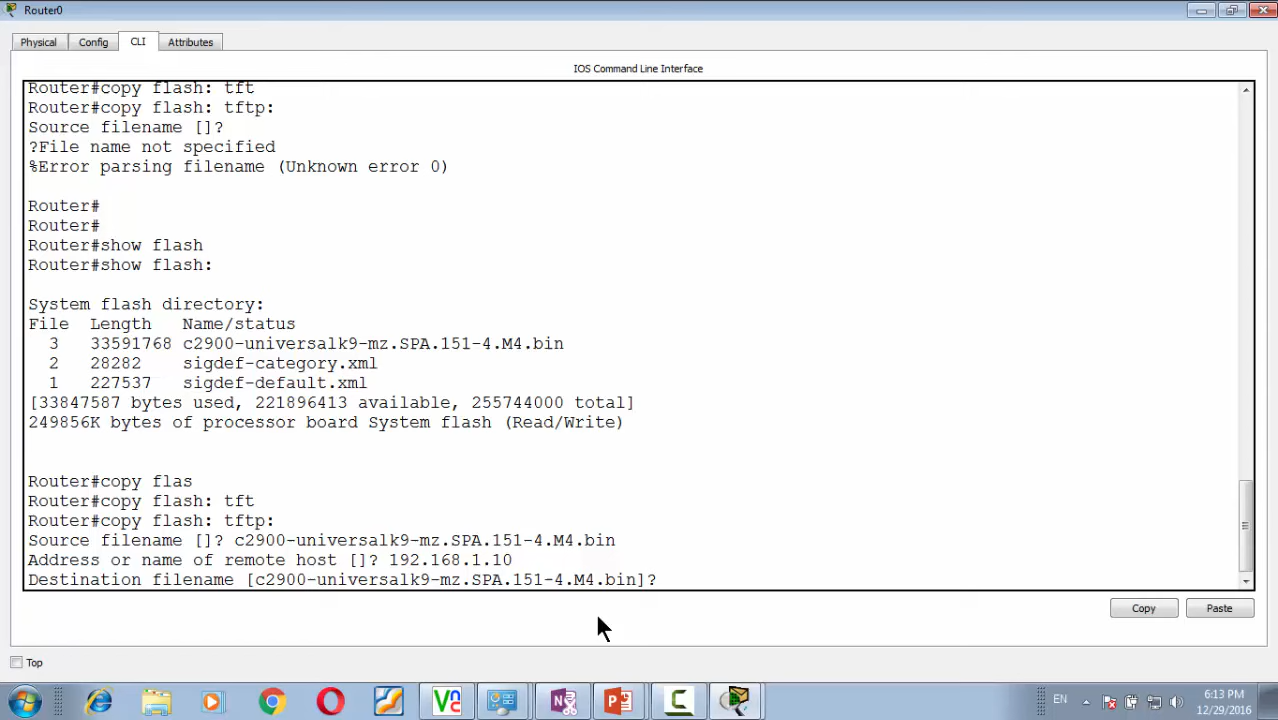 Router0
Physical Config CLI Attributes
IOS Command Line Interface
Router#copy flash: tft
Router#copy flash: tftp:
Source filename []?
?File name not specified
%Error parsing filename (Unknown error 0)
Router#
Router#
Router#show flash
Router#show flash:
System flash directory:
File Length Name/status
3 33591768 c2900-universalk9-mz.SPA.151-4.M4.bin
2 28282 sigdef-category.xml
1 227537 sigdef-default.xml
[33847587 bytes used, 221896413 available, 255744000 total]
249856K bytes of processor board System flash (Read/Write)
Router#copy flas
Router#copy flash: tft
Router#copy flash: tftp:
Source filename []? c2900-universalk9-mz.SPA.151-4.M4.bin
Address or name of remote host []? 192.168.1.10
Destination filename [c2900-universalk9-mz.SPA.151-4.M4.bin]?
Copy Paste
Top
EN 6:13 PM
12/29/2016